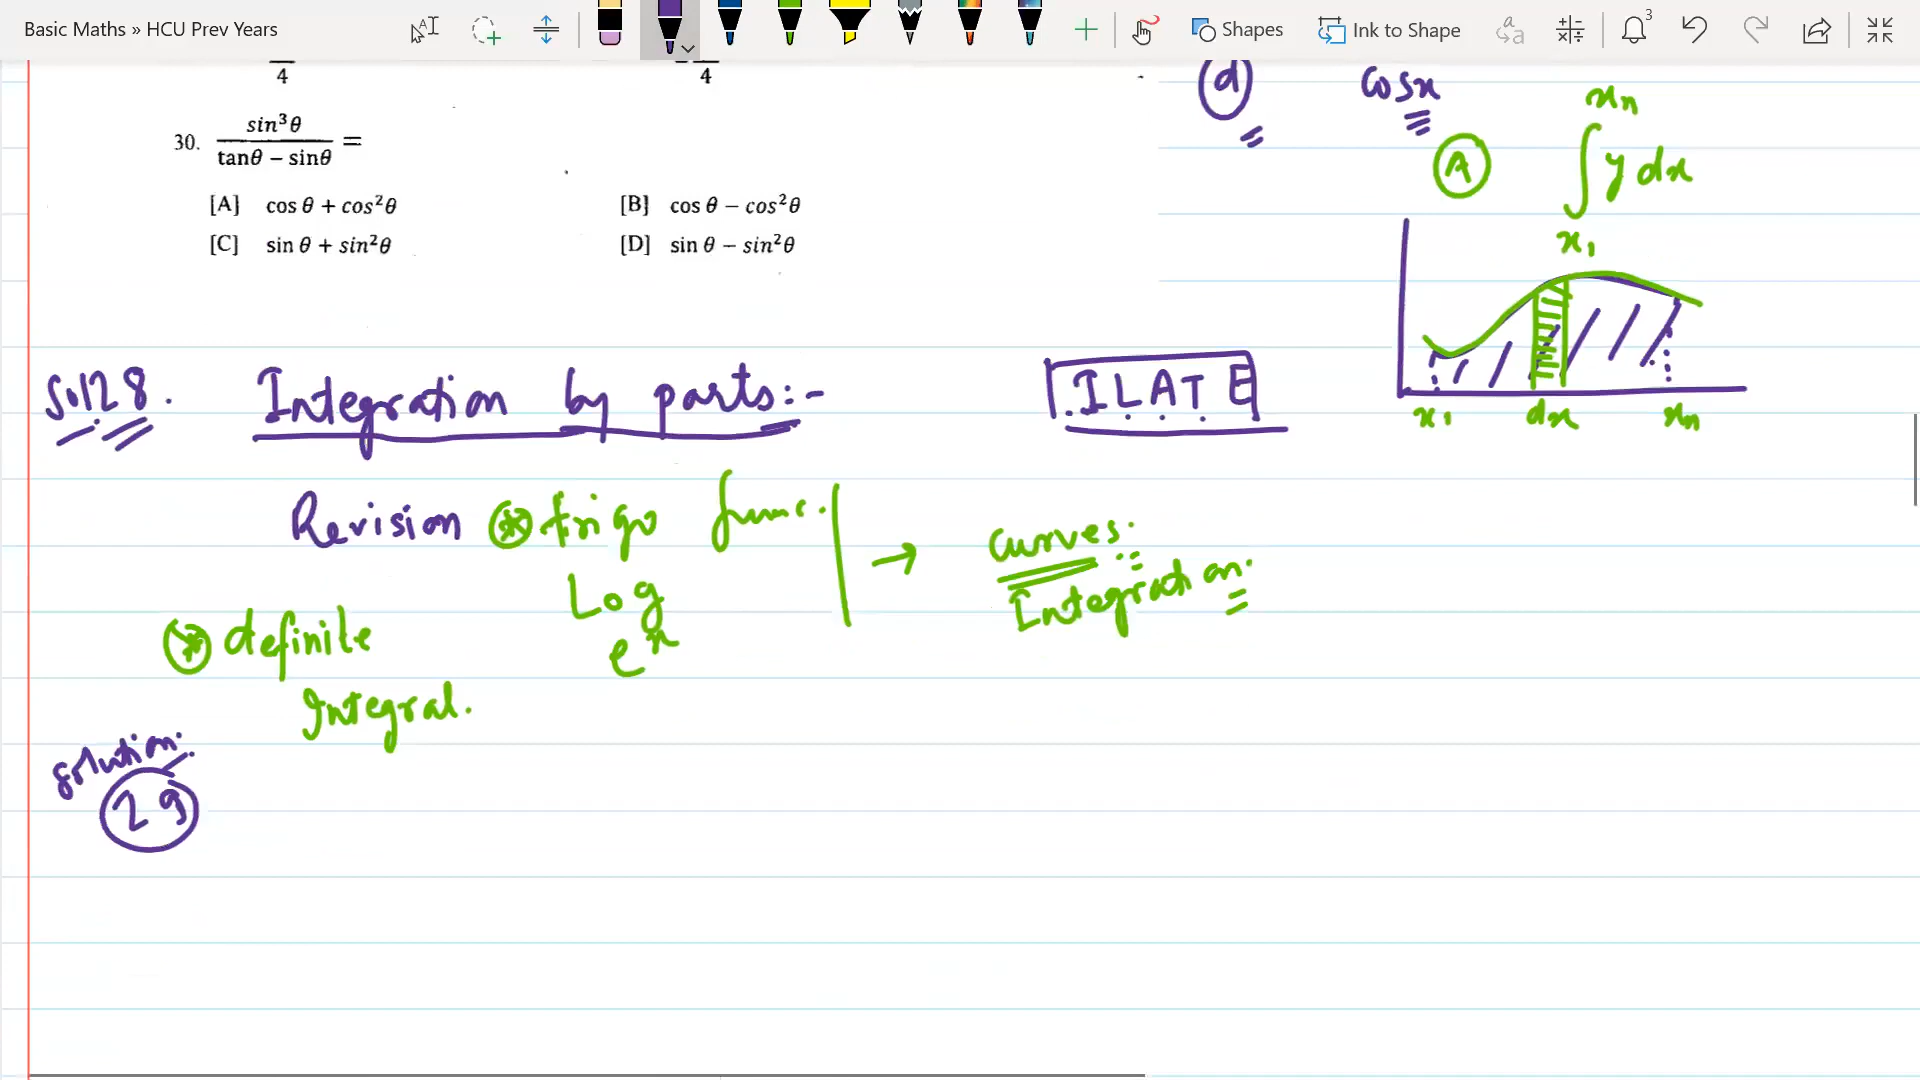 Basic Maths » HCU Prev Years
Shapes
Ink to Shape
3
4
4
30. sin³θ / tanθ − sinθ =
[A] cos θ + cos²θ
[B] cos θ − cos²θ
[C] sin θ + sin²θ
[D] sin θ − sin²θ
d
cosx
A
xn
∫ y dx
x1
x1
dx
xn
Sol28. Integration by parts:-
ILATE
Revision * trigo func.
Log
e^x
→ curves:
Integration.
* definite
Integral.
solution:
29